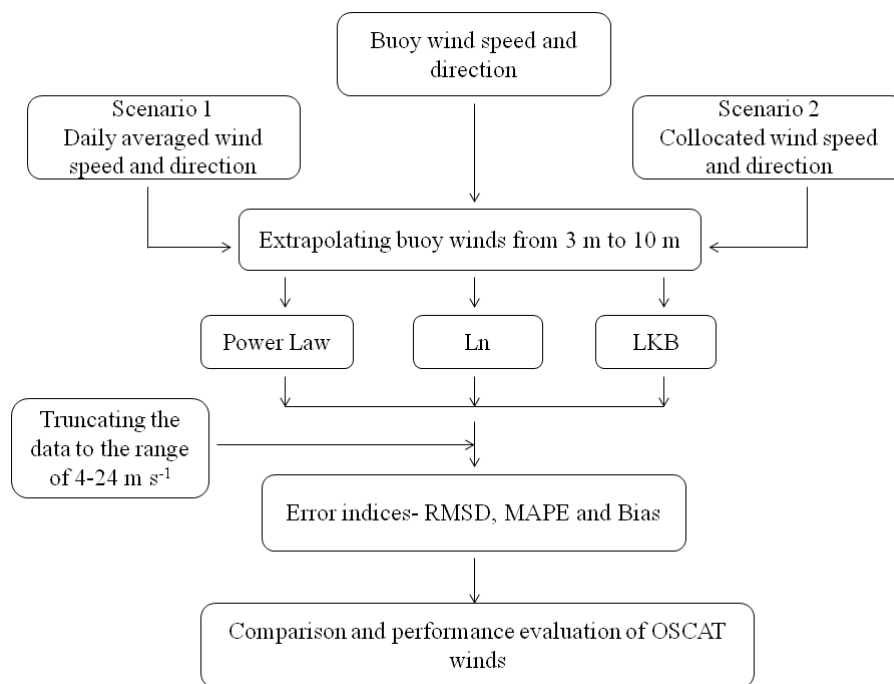 Buoy wind speed and
direction
Scenario 1
Daily averaged wind
speed and direction
Scenario 2
Collocated wind speed
and direction
Extrapolating buoy winds from 3 m to 10 m
Power Law
Ln
LKB
Truncating the
data to the range
of 4-24 m s⁻¹
Error indices- RMSD, MAPE and Bias
Comparison and performance evaluation of OSCAT
winds